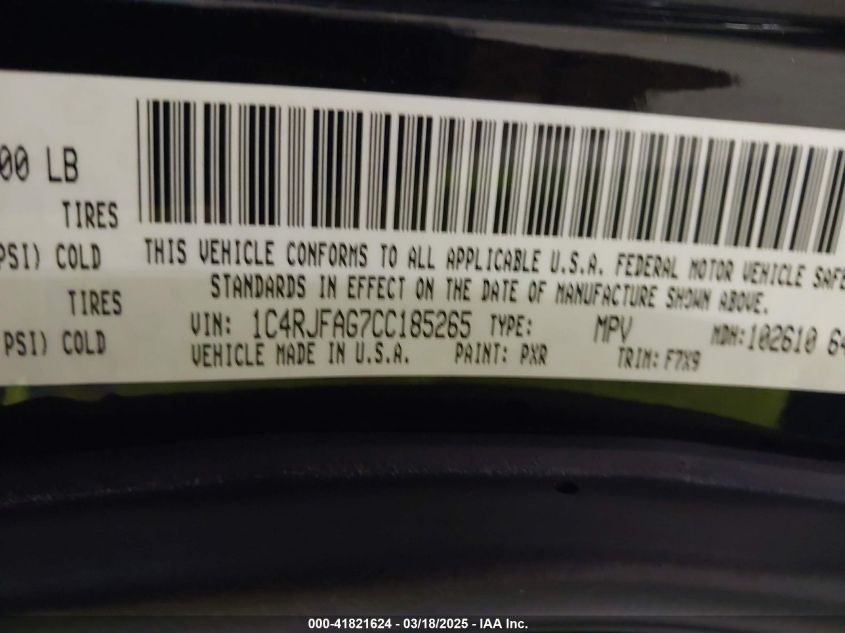 00 LB
TIRES
PSI) COLD
TIRES
PSI) COLD
THIS VEHICLE CONFORMS TO ALL APPLICABLE U.S.A. FEDERAL MOTOR VEHICLE SAFE
STANDARDS IN EFFECT ON THE DATE OF MANUFACTURE SHOWN ABOVE.
VIN: 1C4RJFAG7CC185265 TYPE: MPV MDH:102610 64
VEHICLE MADE IN U.S.A. PAINT: PXR TRIM: F7X9
000-41821624 — 03/18/2025 — IAA Inc.